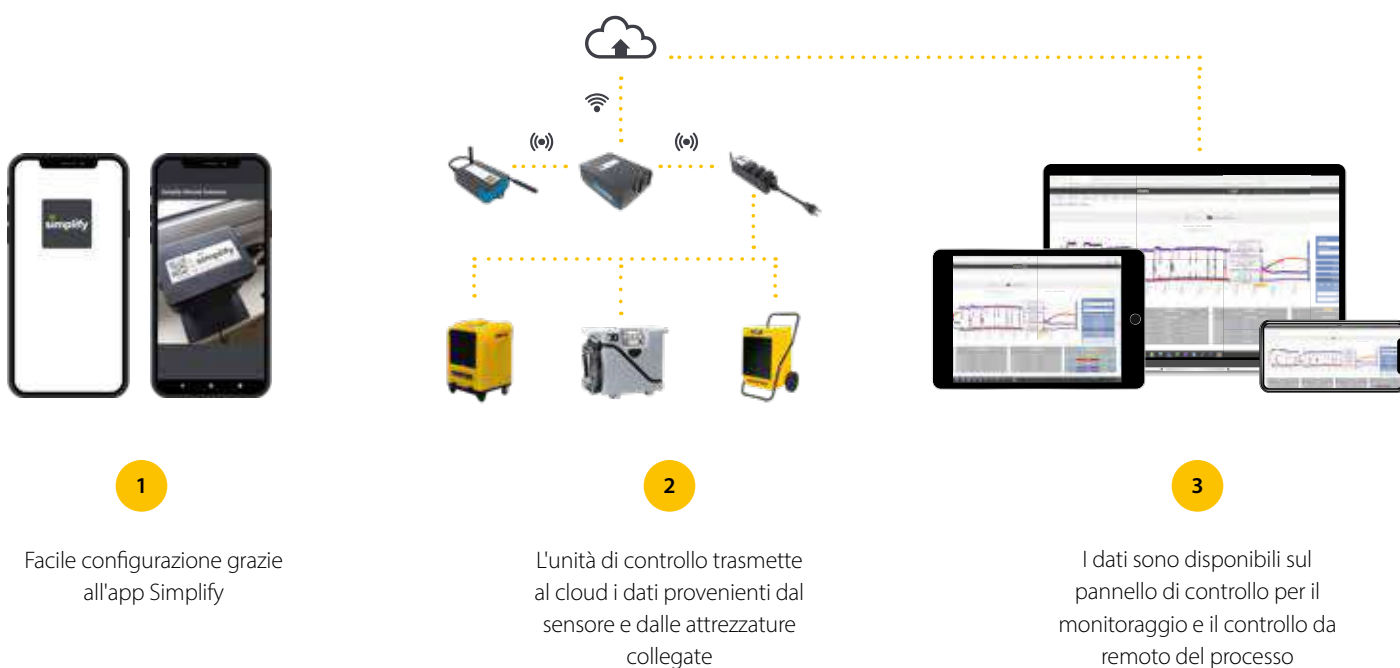 simplify
simplify
1
Facile configurazione grazie
all'app Simplify
2
L'unità di controllo trasmette
al cloud i dati provenienti dal
sensore e dalle attrezzature
collegate
3
I dati sono disponibili sul
pannello di controllo per il
monitoraggio e il controllo da
remoto del processo